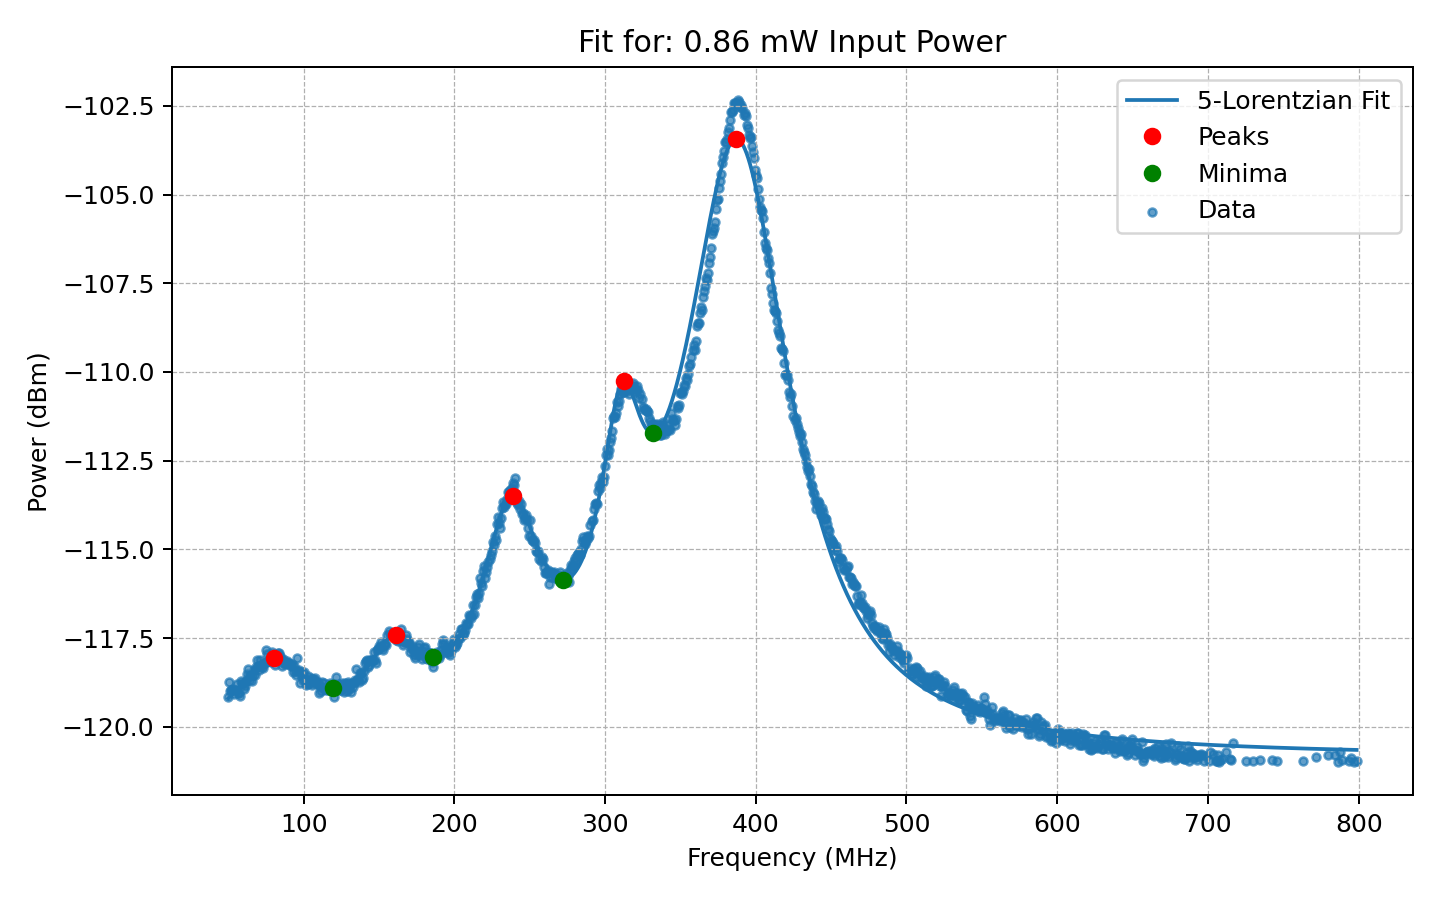 Fit for: 0.86 mW Input Power
5-Lorentzian Fit
Peaks
Minima
Data
Power (dBm)
−102.5
−105.0
−107.5
−110.0
−112.5
−115.0
−117.5
−120.0
100 200 300 400 500 600 700 800
Frequency (MHz)